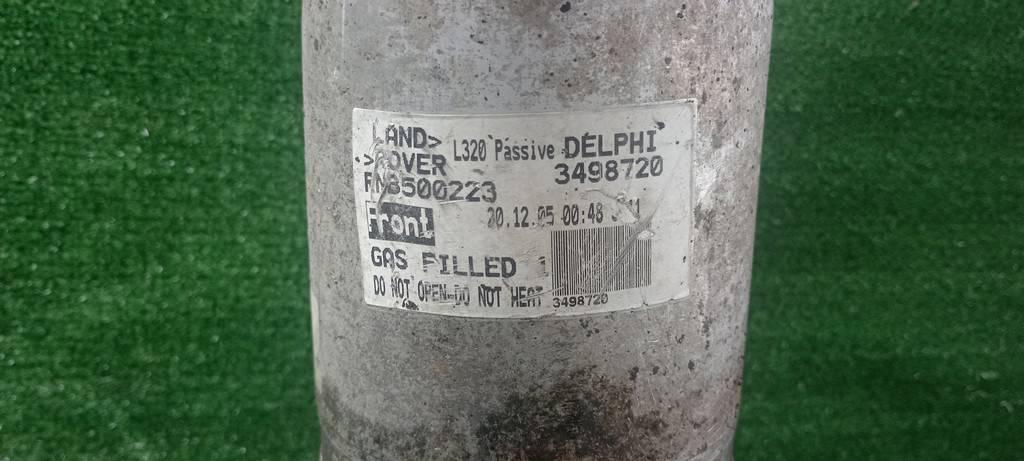 LAND> L320 Passive DELPHI
>ROVER 3498720
RNB500223
Front 20.12.05 00:48
GAS FILLED 1
DO NOT OPEN-DO NOT HEAT 3498720